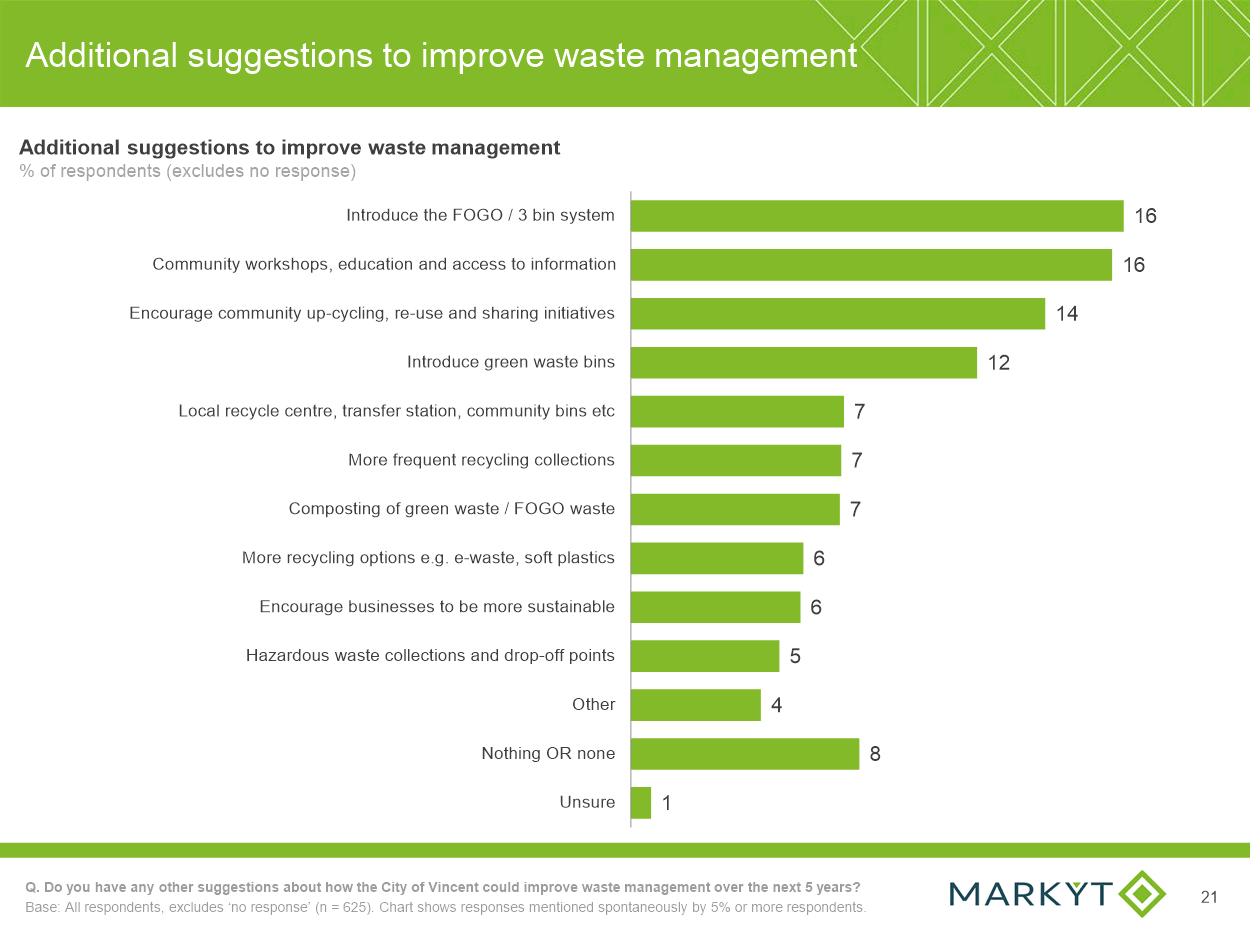 Additional suggestions to improve waste management
Additional suggestions to improve waste management
% of respondents (excludes no response)
Introduce the FOGO / 3 bin system 16
Community workshops, education and access to information 16
Encourage community up-cycling, re-use and sharing initiatives 14
Introduce green waste bins 12
Local recycle centre, transfer station, community bins etc 7
More frequent recycling collections 7
Composting of green waste / FOGO waste 7
More recycling options e.g. e-waste, soft plastics 6
Encourage businesses to be more sustainable 6
Hazardous waste collections and drop-off points 5
Other 4
Nothing OR none 8
Unsure 1
Q. Do you have any other suggestions about how the City of Vincent could improve waste management over the next 5 years?
Base: All respondents, excludes ‘no response’ (n = 625). Chart shows responses mentioned spontaneously by 5% or more respondents.
MARKYT
21